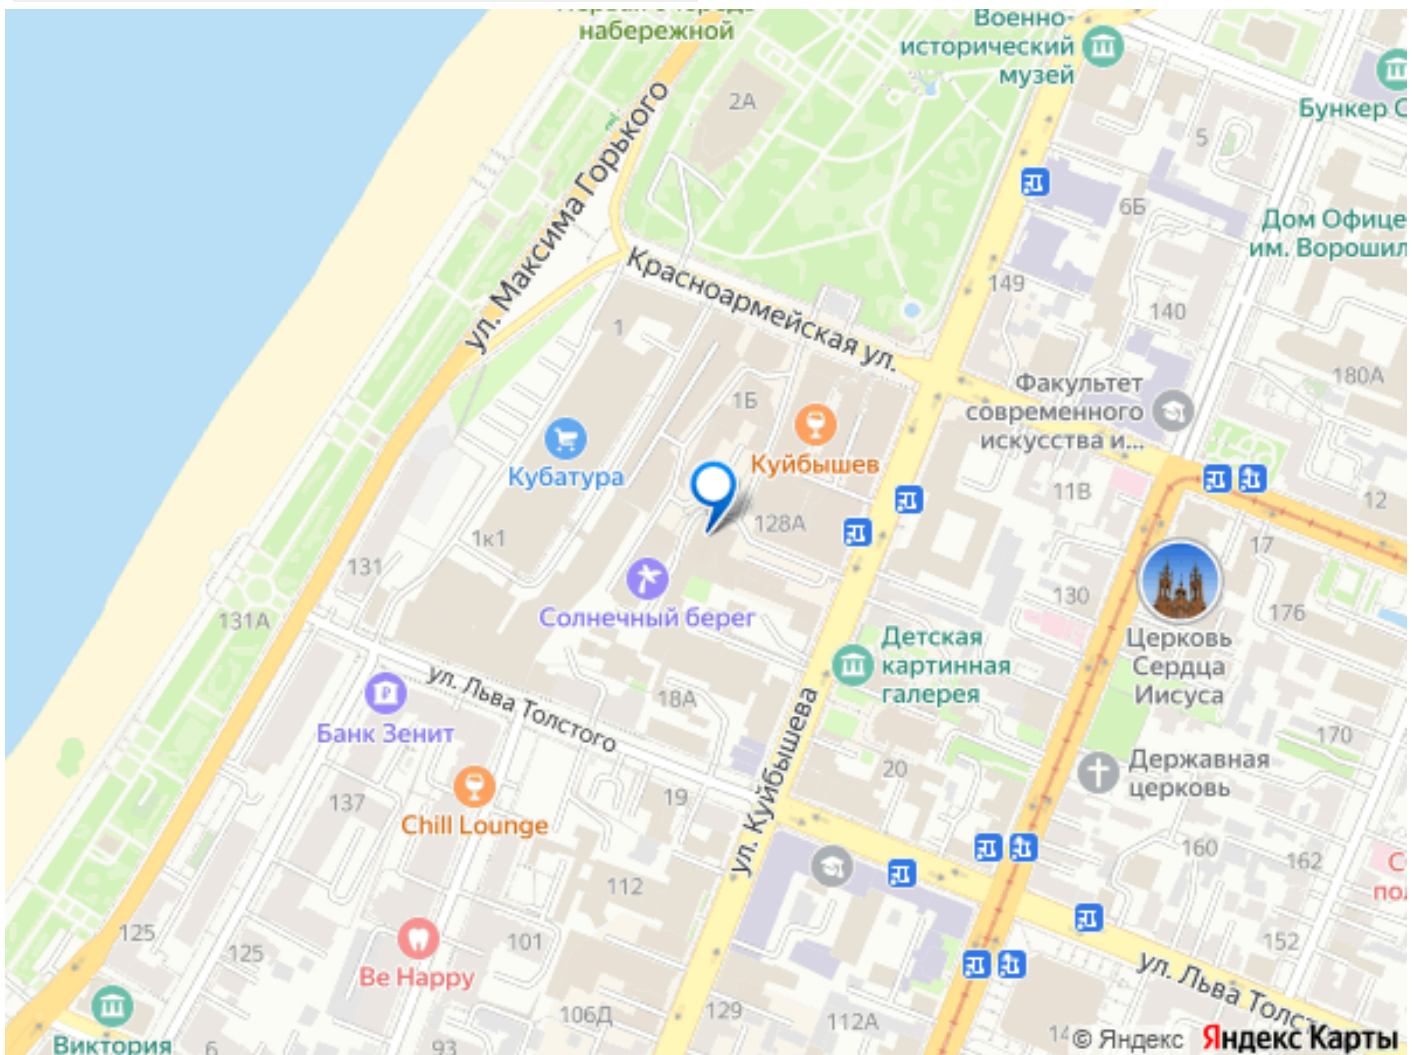 набережной
Военно-
исторический
музей
Бункер С
2А
5
ул. Максима Горького
6Б
Дом Офице
им. Ворошил
Красноармейская ул.
149
140
1
180А
Факультет
современного
искусства и...
1Б
Куйбышев
Кубатура
11В
12
128А
1к1
17
131
130
176
131А
Солнечный берег
Детская
картинная
галерея
Церковь
Сердца
Иисуса
ул. Льва Толстого
18А
Банк Зенит
ул. Куйбышева
170
Державная
церковь
20
137
19
Chill Lounge
160
162
112
125
125
101
152
Be Happy
ул. Льва Толст
106Д
129
112А
14
Виктория
6
93
© Яндекс Яндекс Карты